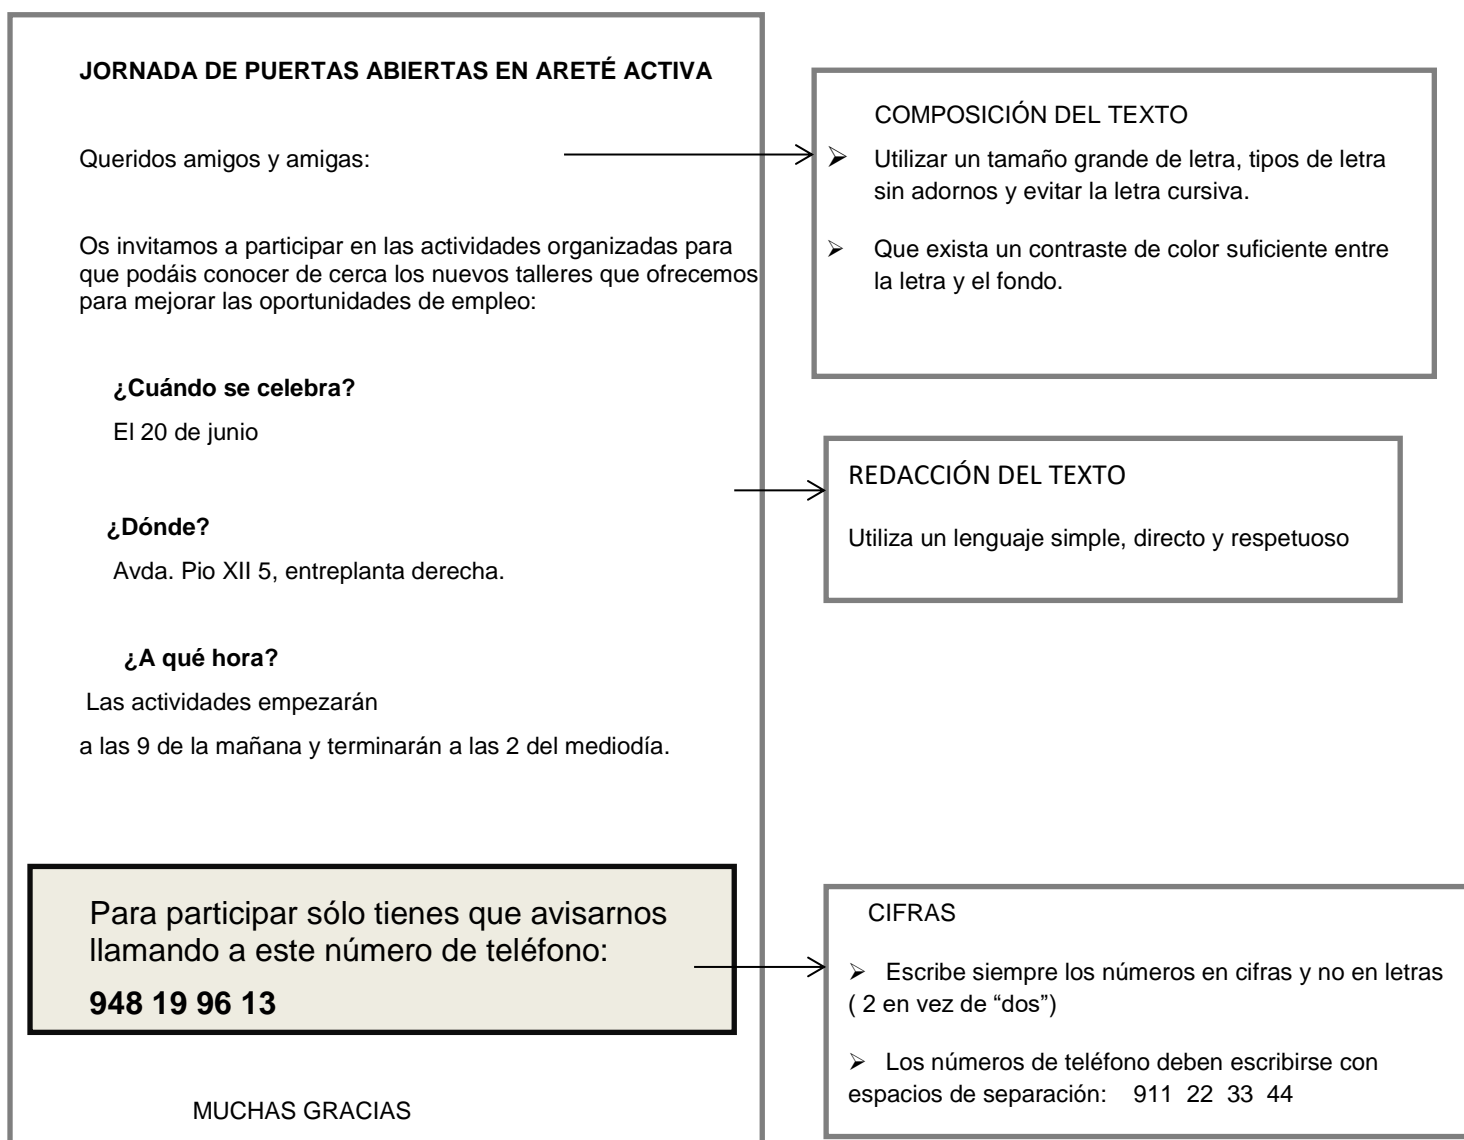 JORNADA DE PUERTAS ABIERTAS EN ARETÉ ACTIVA
Queridos amigos y amigas:
Os invitamos a participar en las actividades organizadas para
que podáis conocer de cerca los nuevos talleres que ofrecemos
para mejorar las oportunidades de empleo:
¿Cuándo se celebra?
El 20 de junio
¿Dónde?
Avda. Pio XII 5, entreplanta derecha.
¿A qué hora?
Las actividades empezarán
a las 9 de la mañana y terminarán a las 2 del mediodía.
Para participar sólo tienes que avisarnos
llamando a este número de teléfono:
948 19 96 13
MUCHAS GRACIAS
COMPOSICIÓN DEL TEXTO
➢ Utilizar un tamaño grande de letra, tipos de letra
sin adornos y evitar la letra cursiva.
➢ Que exista un contraste de color suficiente entre
la letra y el fondo.
REDACCIÓN DEL TEXTO
Utiliza un lenguaje simple, directo y respetuoso
CIFRAS
➢ Escribe siempre los números en cifras y no en letras
( 2 en vez de “dos”)
➢ Los números de teléfono deben escribirse con
espacios de separación: 911 22 33 44